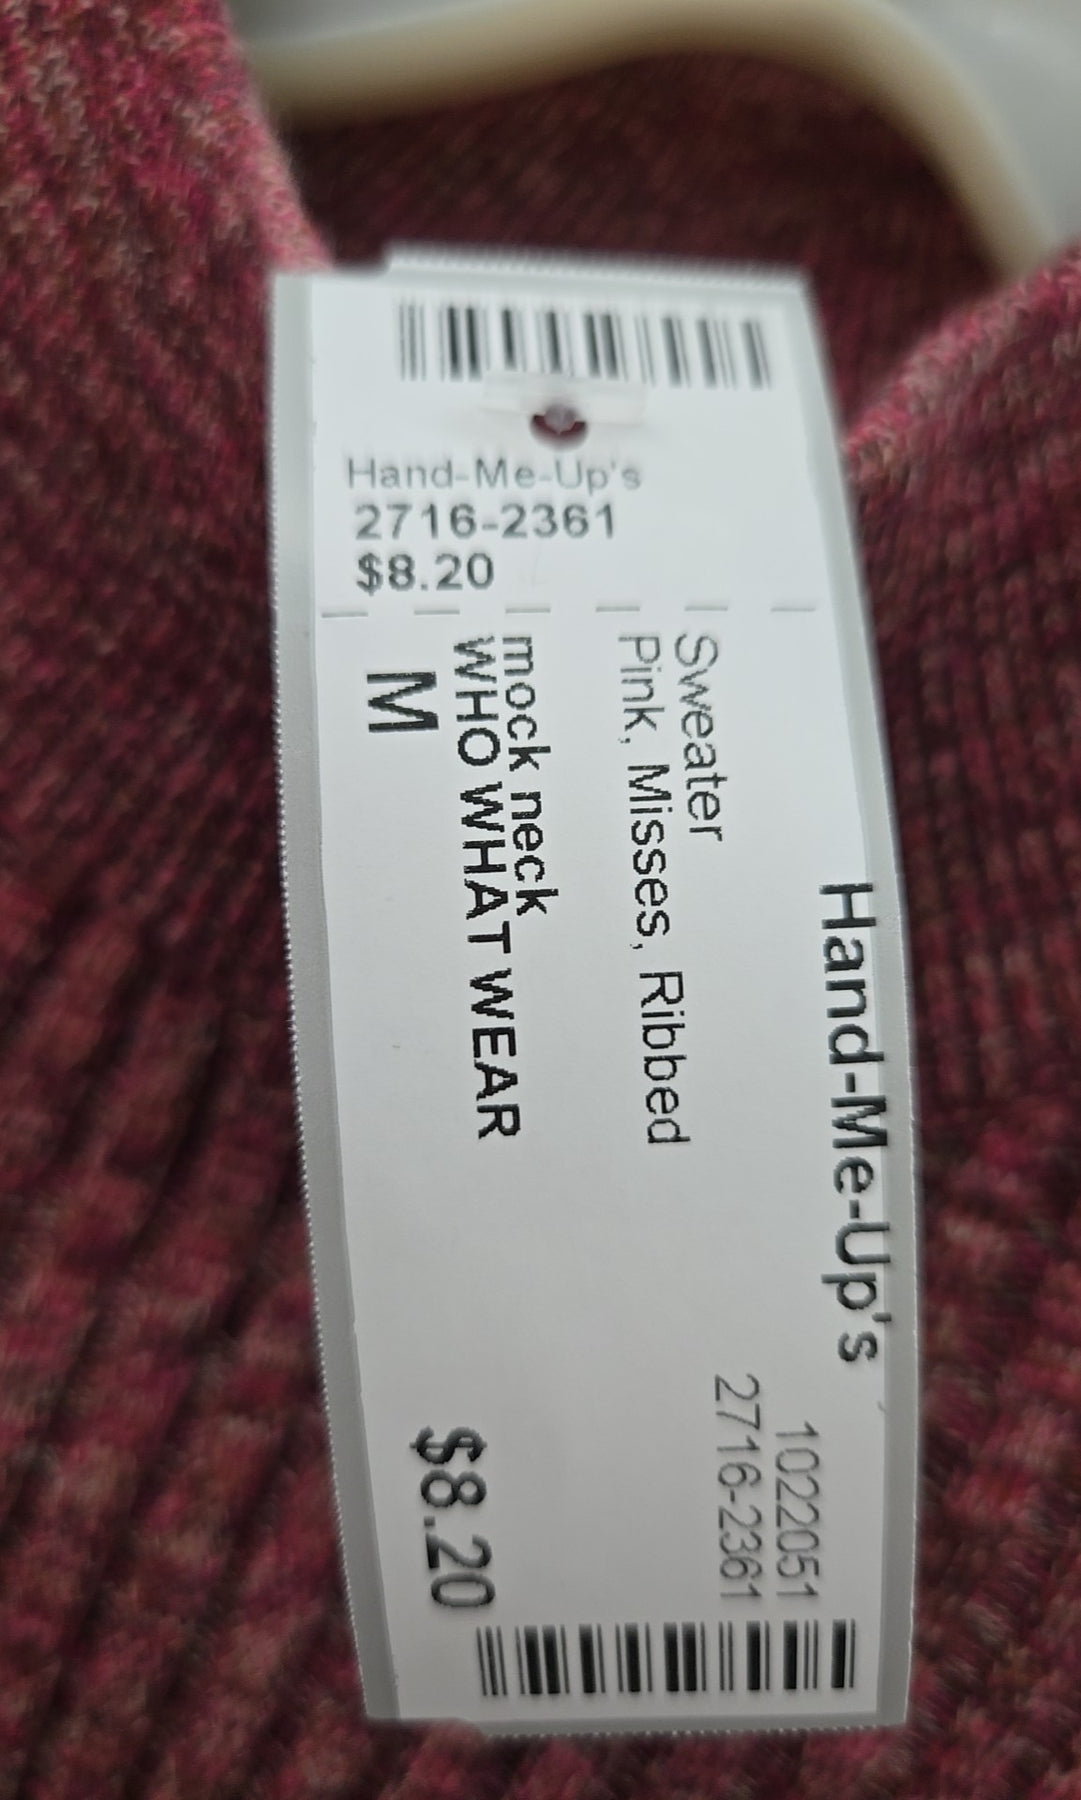 Hand-Me-Up's
2716-2361
$8.20
Hand-Me-Up's
1022051
2716-2361
Sweater
Pink, Misses, Ribbed
mock neck
WHO WHAT WEAR
M
$8.20